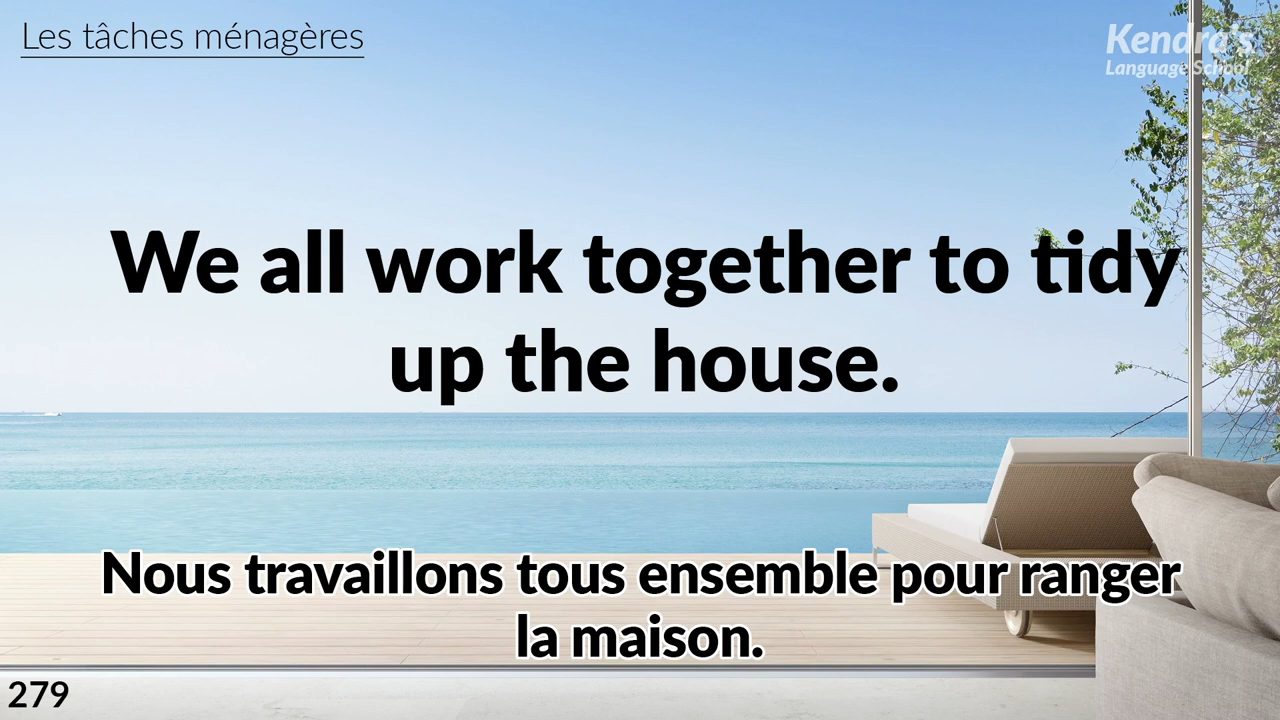 Les tâches ménagères
Kendra's
Language School
We all work together to tidy
up the house.
Nous travaillons tous ensemble pour ranger
la maison.
279